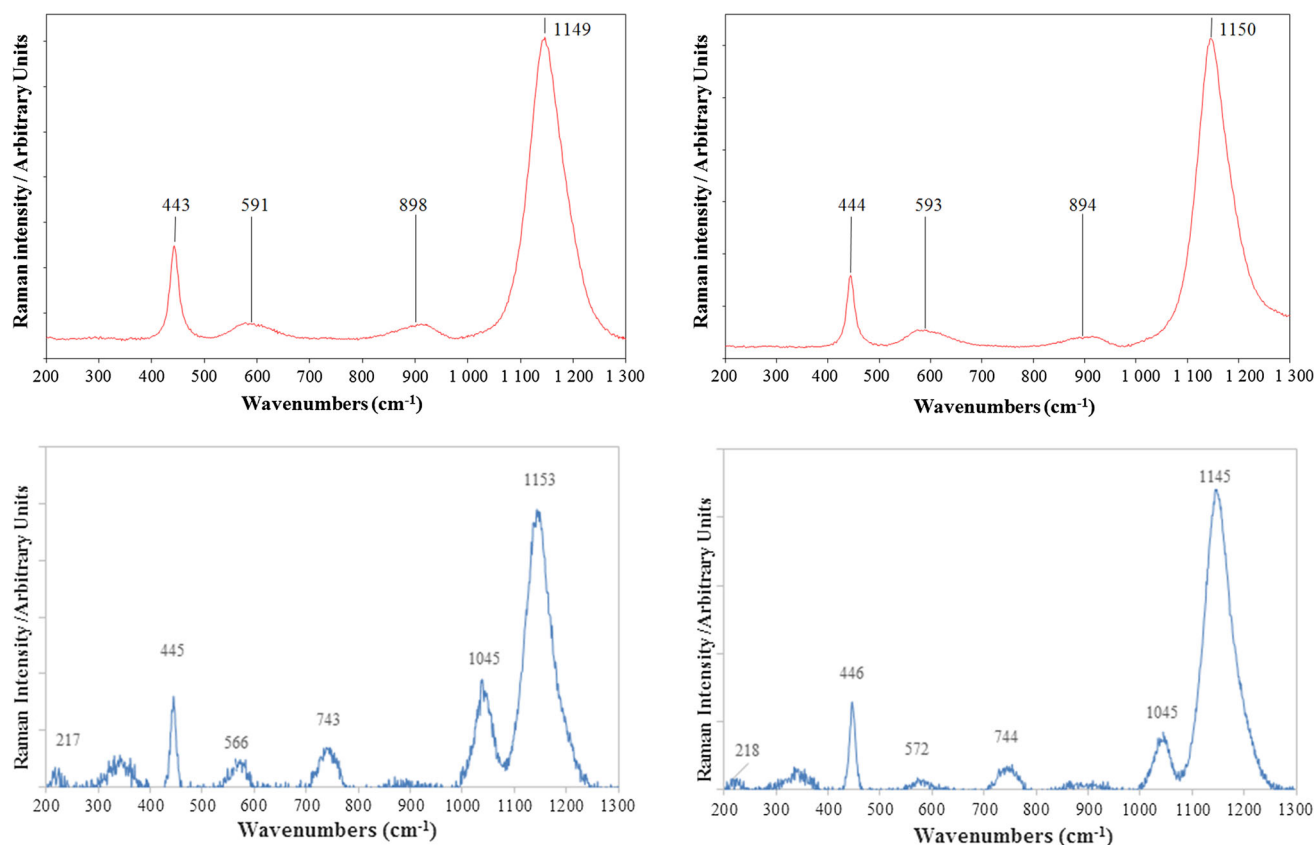 1149
443
591
898
Raman intensity / Arbitrary Units
200 300 400 500 600 700 800 900 1 000 1 100 1 200 1 300
Wavenumbers (cm-1)
1150
444
593
894
Raman intensity / Arbitrary Units
200 300 400 500 600 700 800 900 1 000 1 100 1 200 1 300
Wavenumbers (cm-1)
1153
445
1045
743
217
566
Raman Intensity /Arbitrary Units
200 300 400 500 600 700 800 900 1000 1100 1200 1300
Wavenumbers (cm-1)
1145
446
1045
744
572
218
Raman Intensity /Arbitrary Units
200 300 400 500 600 700 800 900 1000 1100 1200 1300
Wavenumbers (cm-1)